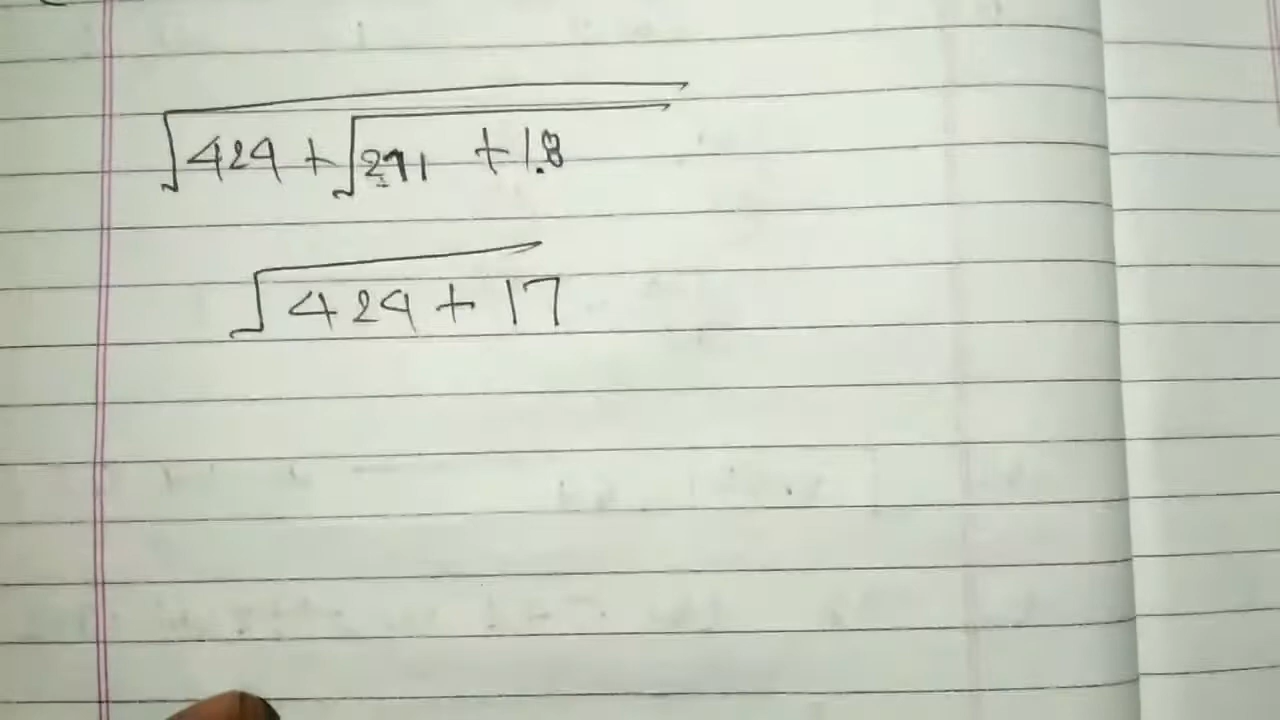 √424 + √271 + 18
√424 + 17